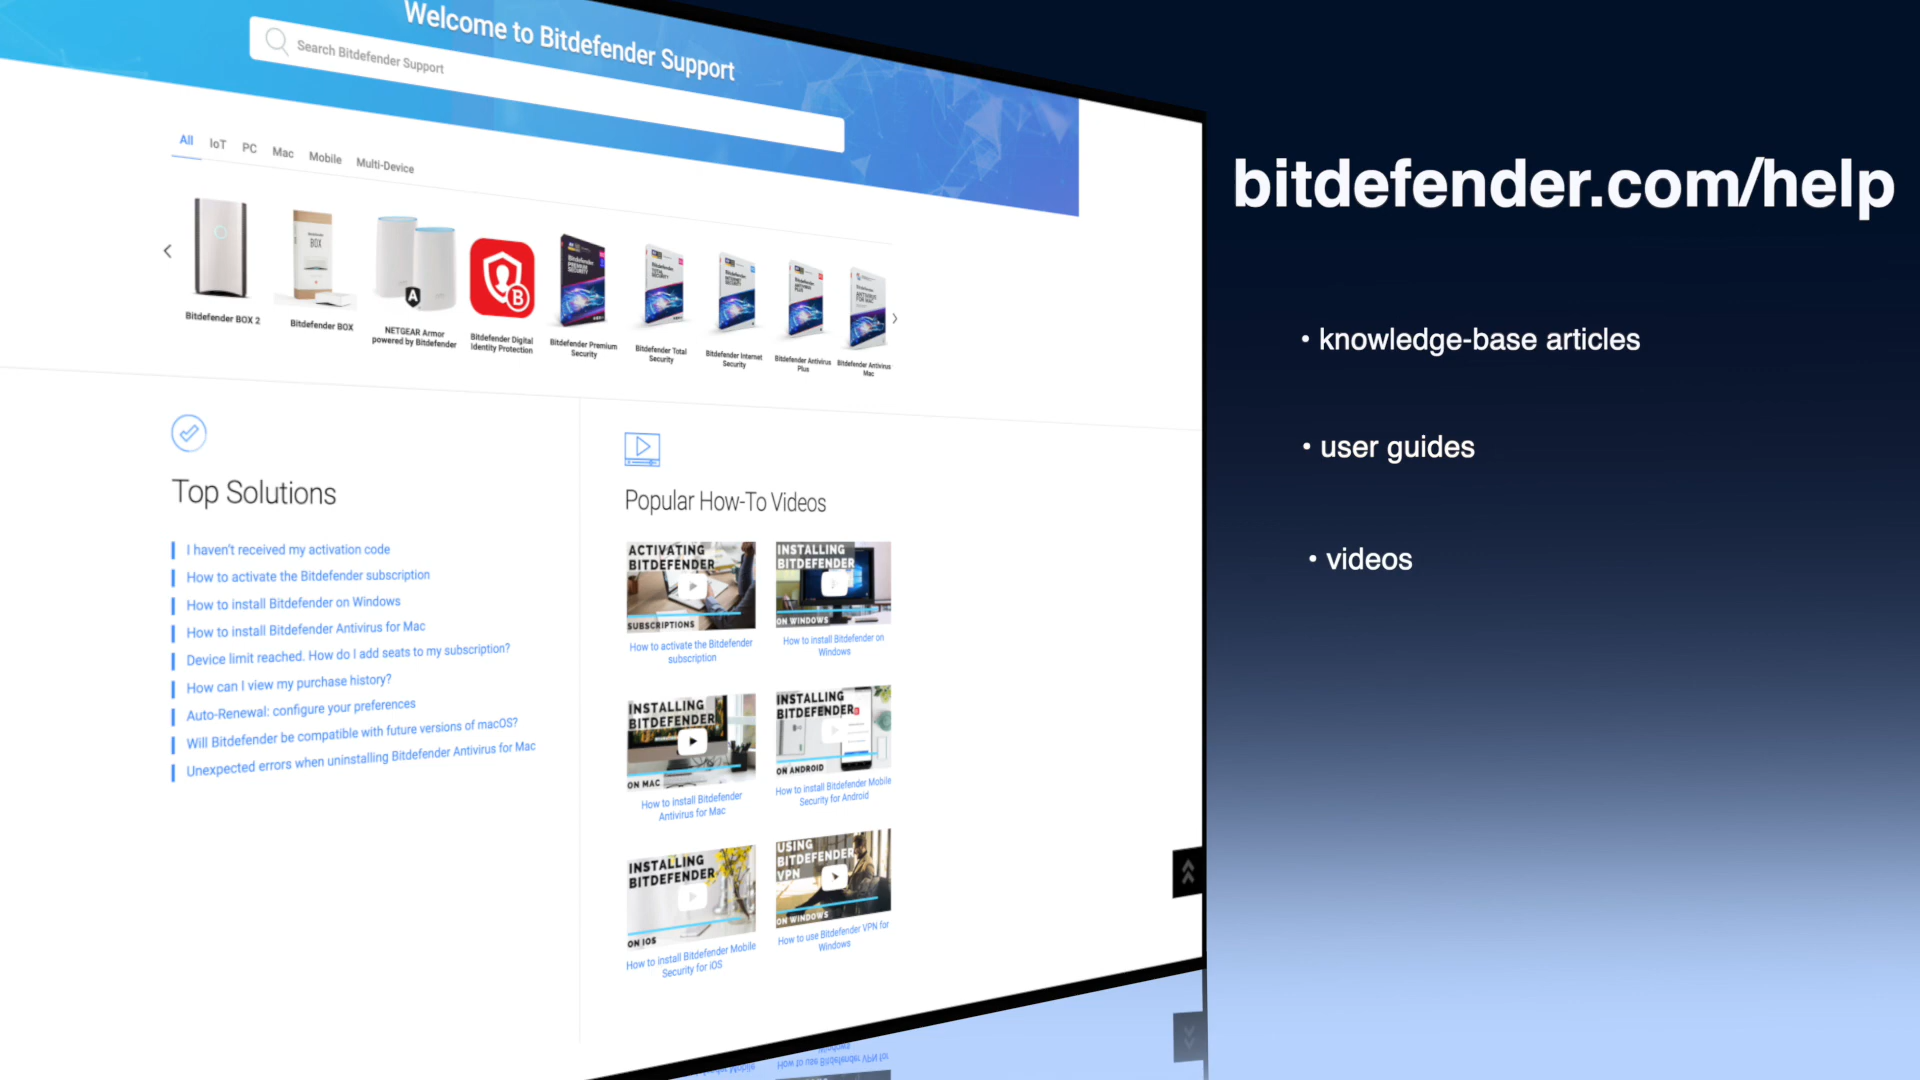 Welcome to Bitdefender Support
Search Bitdefender Support
All IoT PC Mac Mobile Multi-Device
Bitdefender BOX 2
Bitdefender BOX
NETGEAR Armor
powered by Bitdefender
Bitdefender Digital
Identity Protection
Bitdefender Premium
Security
Bitdefender Total
Security
Bitdefender Internet
Security
Bitdefender Antivirus
Plus
Bitdefender Antivirus
Mac
Top Solutions
I haven't received my activation code
How to activate the Bitdefender subscription
How to install Bitdefender on Windows
How to install Bitdefender Antivirus for Mac
Device limit reached. How do I add seats to my subscription?
How can I view my purchase history?
Auto-Renewal: configure your preferences
Will Bitdefender be compatible with future versions of macOS?
Unexpected errors when uninstalling Bitdefender Antivirus for Mac
Popular How-To Videos
ACTIVATING
BITDEFENDER
SUBSCRIPTIONS
How to activate the Bitdefender
subscription
INSTALLING
BITDEFENDER
ON WINDOWS
How to install Bitdefender on
Windows
INSTALLING
BITDEFENDER
ON MAC
How to install Bitdefender
Antivirus for Mac
INSTALLING
BITDEFENDER
ON ANDROID
How to install Bitdefender Mobile
Security for Android
INSTALLING
BITDEFENDER
ON IOS
How to install Bitdefender Mobile
Security for iOS
USING
BITDEFENDER
VPN
ON WINDOWS
How to use Bitdefender VPN for
Windows
bitdefender.com/help
• knowledge-base articles
• user guides
• videos